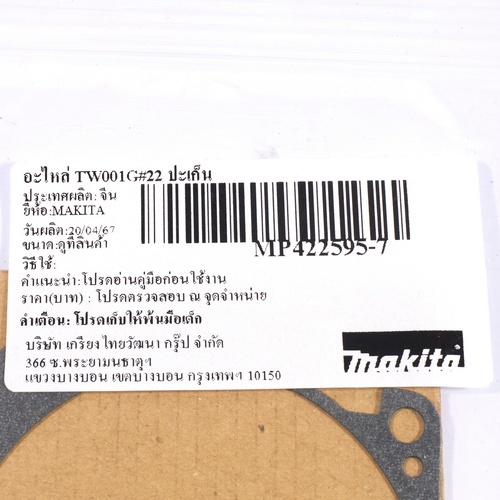 อะไหล่ TW001G#22 ปะเก็น
ประเทศผลิต: จีน
ยี่ห้อ:MAKITA
วันผลิต:20/04/67
ขนาด:ดูที่สินค้า
MP422595-7
วิธีใช้:
คำแนะนำ:โปรดอ่านคู่มือก่อนใช้งาน
ราคา(บาท) : โปรดตรวจสอบ ณ จุดจำหน่าย
คำเตือน: โปรดเก็บให้พ้นมือเด็ก
บริษัท เกรียงไทยวัฒนา กรุ๊ป จำกัด
366 ซ.พระยามนธาตุฯ
แขวงบางบอน เขตบางบอน กรุงเทพฯ 10150
makita